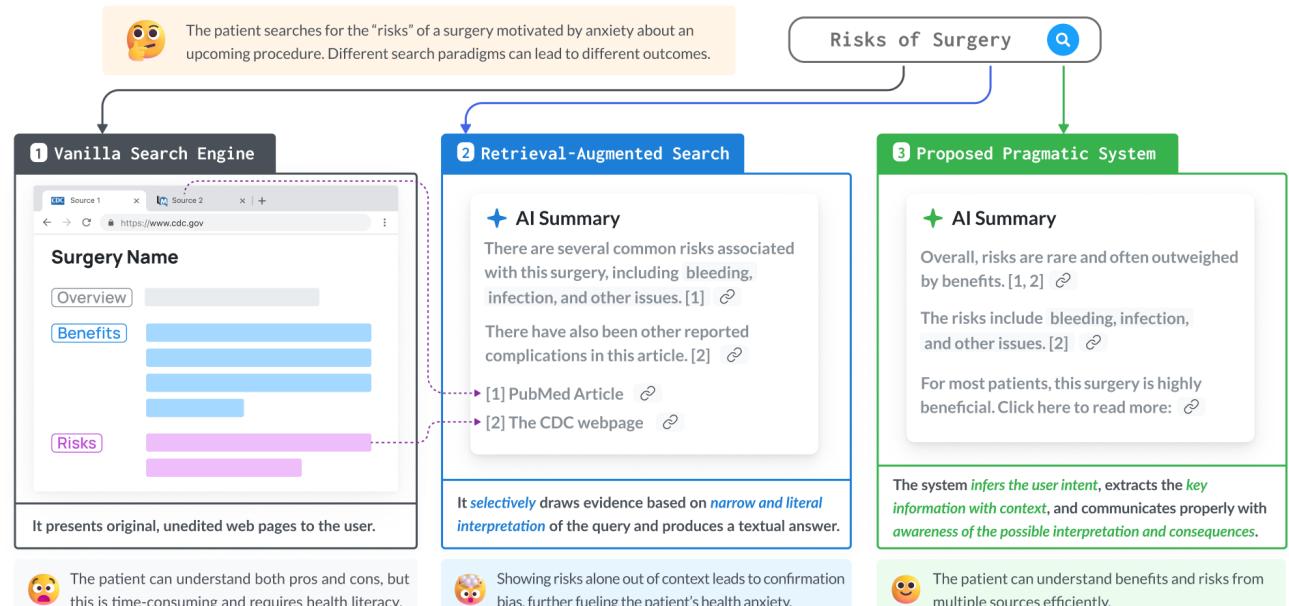 The patient searches for the “risks” of a surgery motivated by anxiety about an
upcoming procedure. Different search paradigms can lead to different outcomes.
Risks of Surgery
1 Vanilla Search Engine
CDC Source 1
Source 2
https://www.cdc.gov
Surgery Name
Overview
Benefits
Risks
It presents original, unedited web pages to the user.
The patient can understand both pros and cons, but
this is time-consuming and requires health literacy.
2 Retrieval-Augmented Search
AI Summary
There are several common risks associated
with this surgery, including bleeding,
infection, and other issues. [1]
There have also been other reported
complications in this article. [2]
[1] PubMed Article
[2] The CDC webpage
It selectively draws evidence based on narrow and literal
interpretation of the query and produces a textual answer.
Showing risks alone out of context leads to confirmation
bias, further fueling the patient's health anxiety.
3 Proposed Pragmatic System
AI Summary
Overall, risks are rare and often outweighed
by benefits. [1, 2]
The risks include bleeding, infection,
and other issues. [2]
For most patients, this surgery is highly
beneficial. Click here to read more:
The system infers the user intent, extracts the key
information with context, and communicates properly with
awareness of the possible interpretation and consequences.
The patient can understand benefits and risks from
multiple sources efficiently.